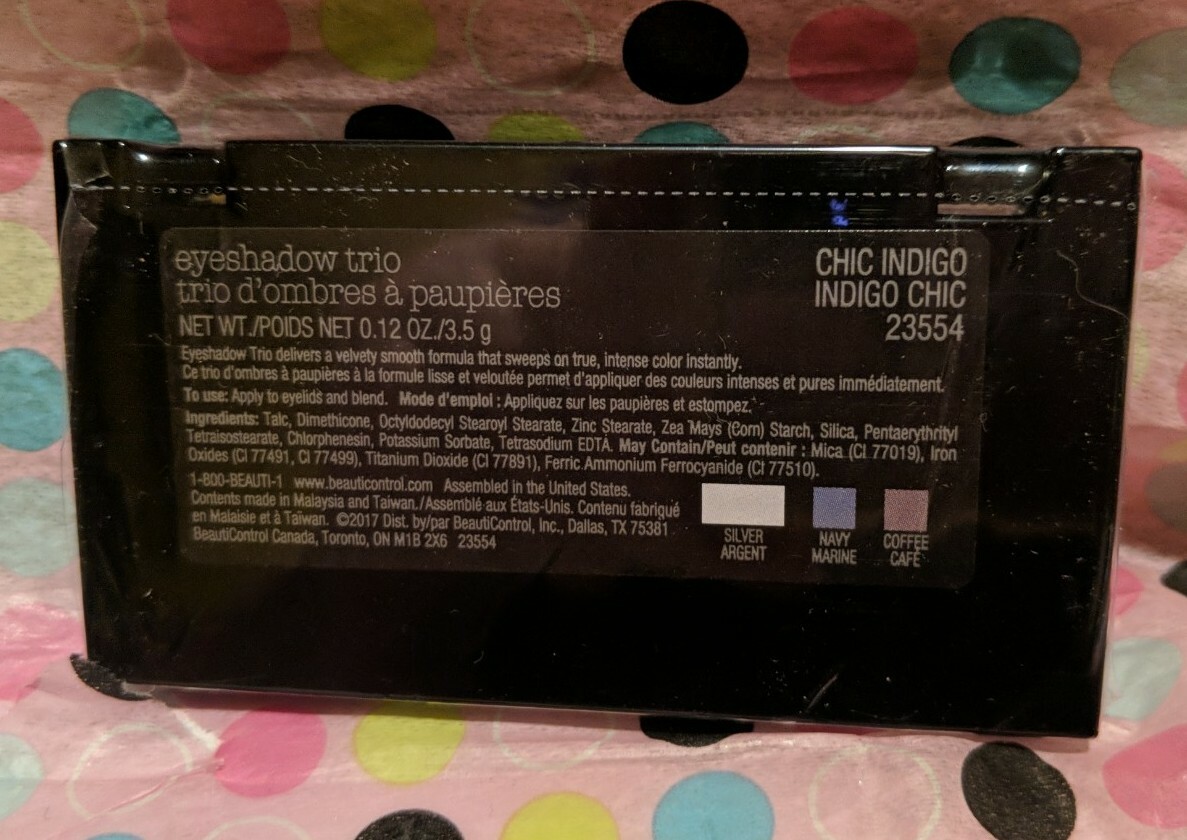 eyeshadow trio
trio d'ombres à paupières
NET WT./POIDS NET 0.12 OZ./3.5 g
CHIC INDIGO
INDIGO CHIC
23554
Eyeshadow Trio delivers a velvety smooth formula that sweeps on true, intense color instantly.
Ce trio d'ombres à paupières à la formule lisse et veloutée permet d'appliquer des couleurs intenses et pures immédiatement.
To use: Apply to eyelids and blend. Mode d'emploi : Appliquez sur les paupières et estompez.
Ingredients: Talc, Dimethicone, Octyldodecyl Stearoyl Stearate, Zinc Stearate, Zea Mays (Corn) Starch, Silica, Pentaerythrityl
Tetraisostearate, Chlorphenesin, Potassium Sorbate, Tetrasodium EDTA. May Contain/Peut contenir : Mica (CI 77019), Iron
Oxides (CI 77491, CI 77499), Titanium Dioxide (CI 77891), Ferric Ammonium Ferrocyanide (CI 77510).
1-800-BEAUTI-1 www.beauticontrol.com Assembled in the United States.
Contents made in Malaysia and Taiwan./Assemblé aux États-Unis. Contenu fabriqué
en Malaisie et à Taïwan. ©2017 Dist. by/par BeautiControl, Inc., Dallas, TX 75381
BeautiControl Canada, Toronto, ON M1B 2X6 23554
SILVER
ARGENT
NAVY
MARINE
COFFEE
CAFÉ